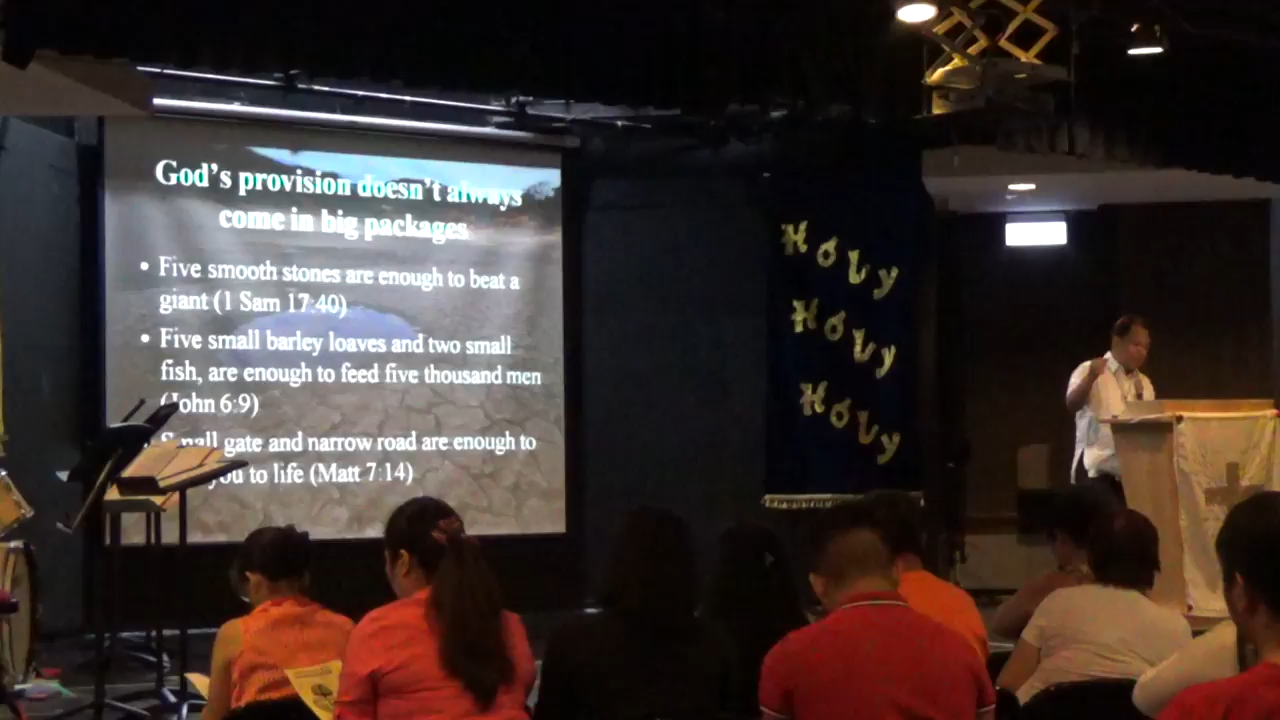 God's provision doesn't always
come in big packages
• Five smooth stones are enough to beat a
giant (1 Sam 17:40)
• Five small barley loaves and two small
fish, are enough to feed five thousand men
(John 6:9)
Small gate and narrow road are enough to
you to life (Matt 7:14)
HOLY
HOLY
HOLY